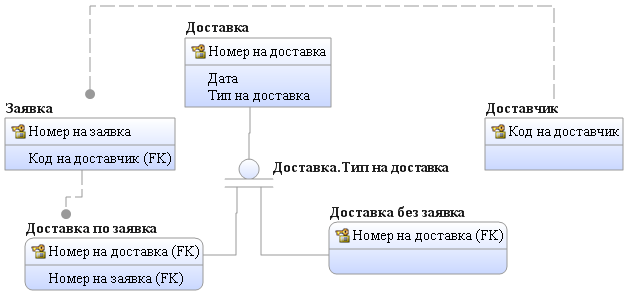 Доставка
Номер на доставка
Дата
Тип на доставка
Заявка
Номер на заявка
Код на доставчик (FK)
Доставчик
Код на доставчик
Доставка.Тип на доставка
Доставка по заявка
Номер на доставка (FK)
Номер на заявка (FK)
Доставка без заявка
Номер на доставка (FK)